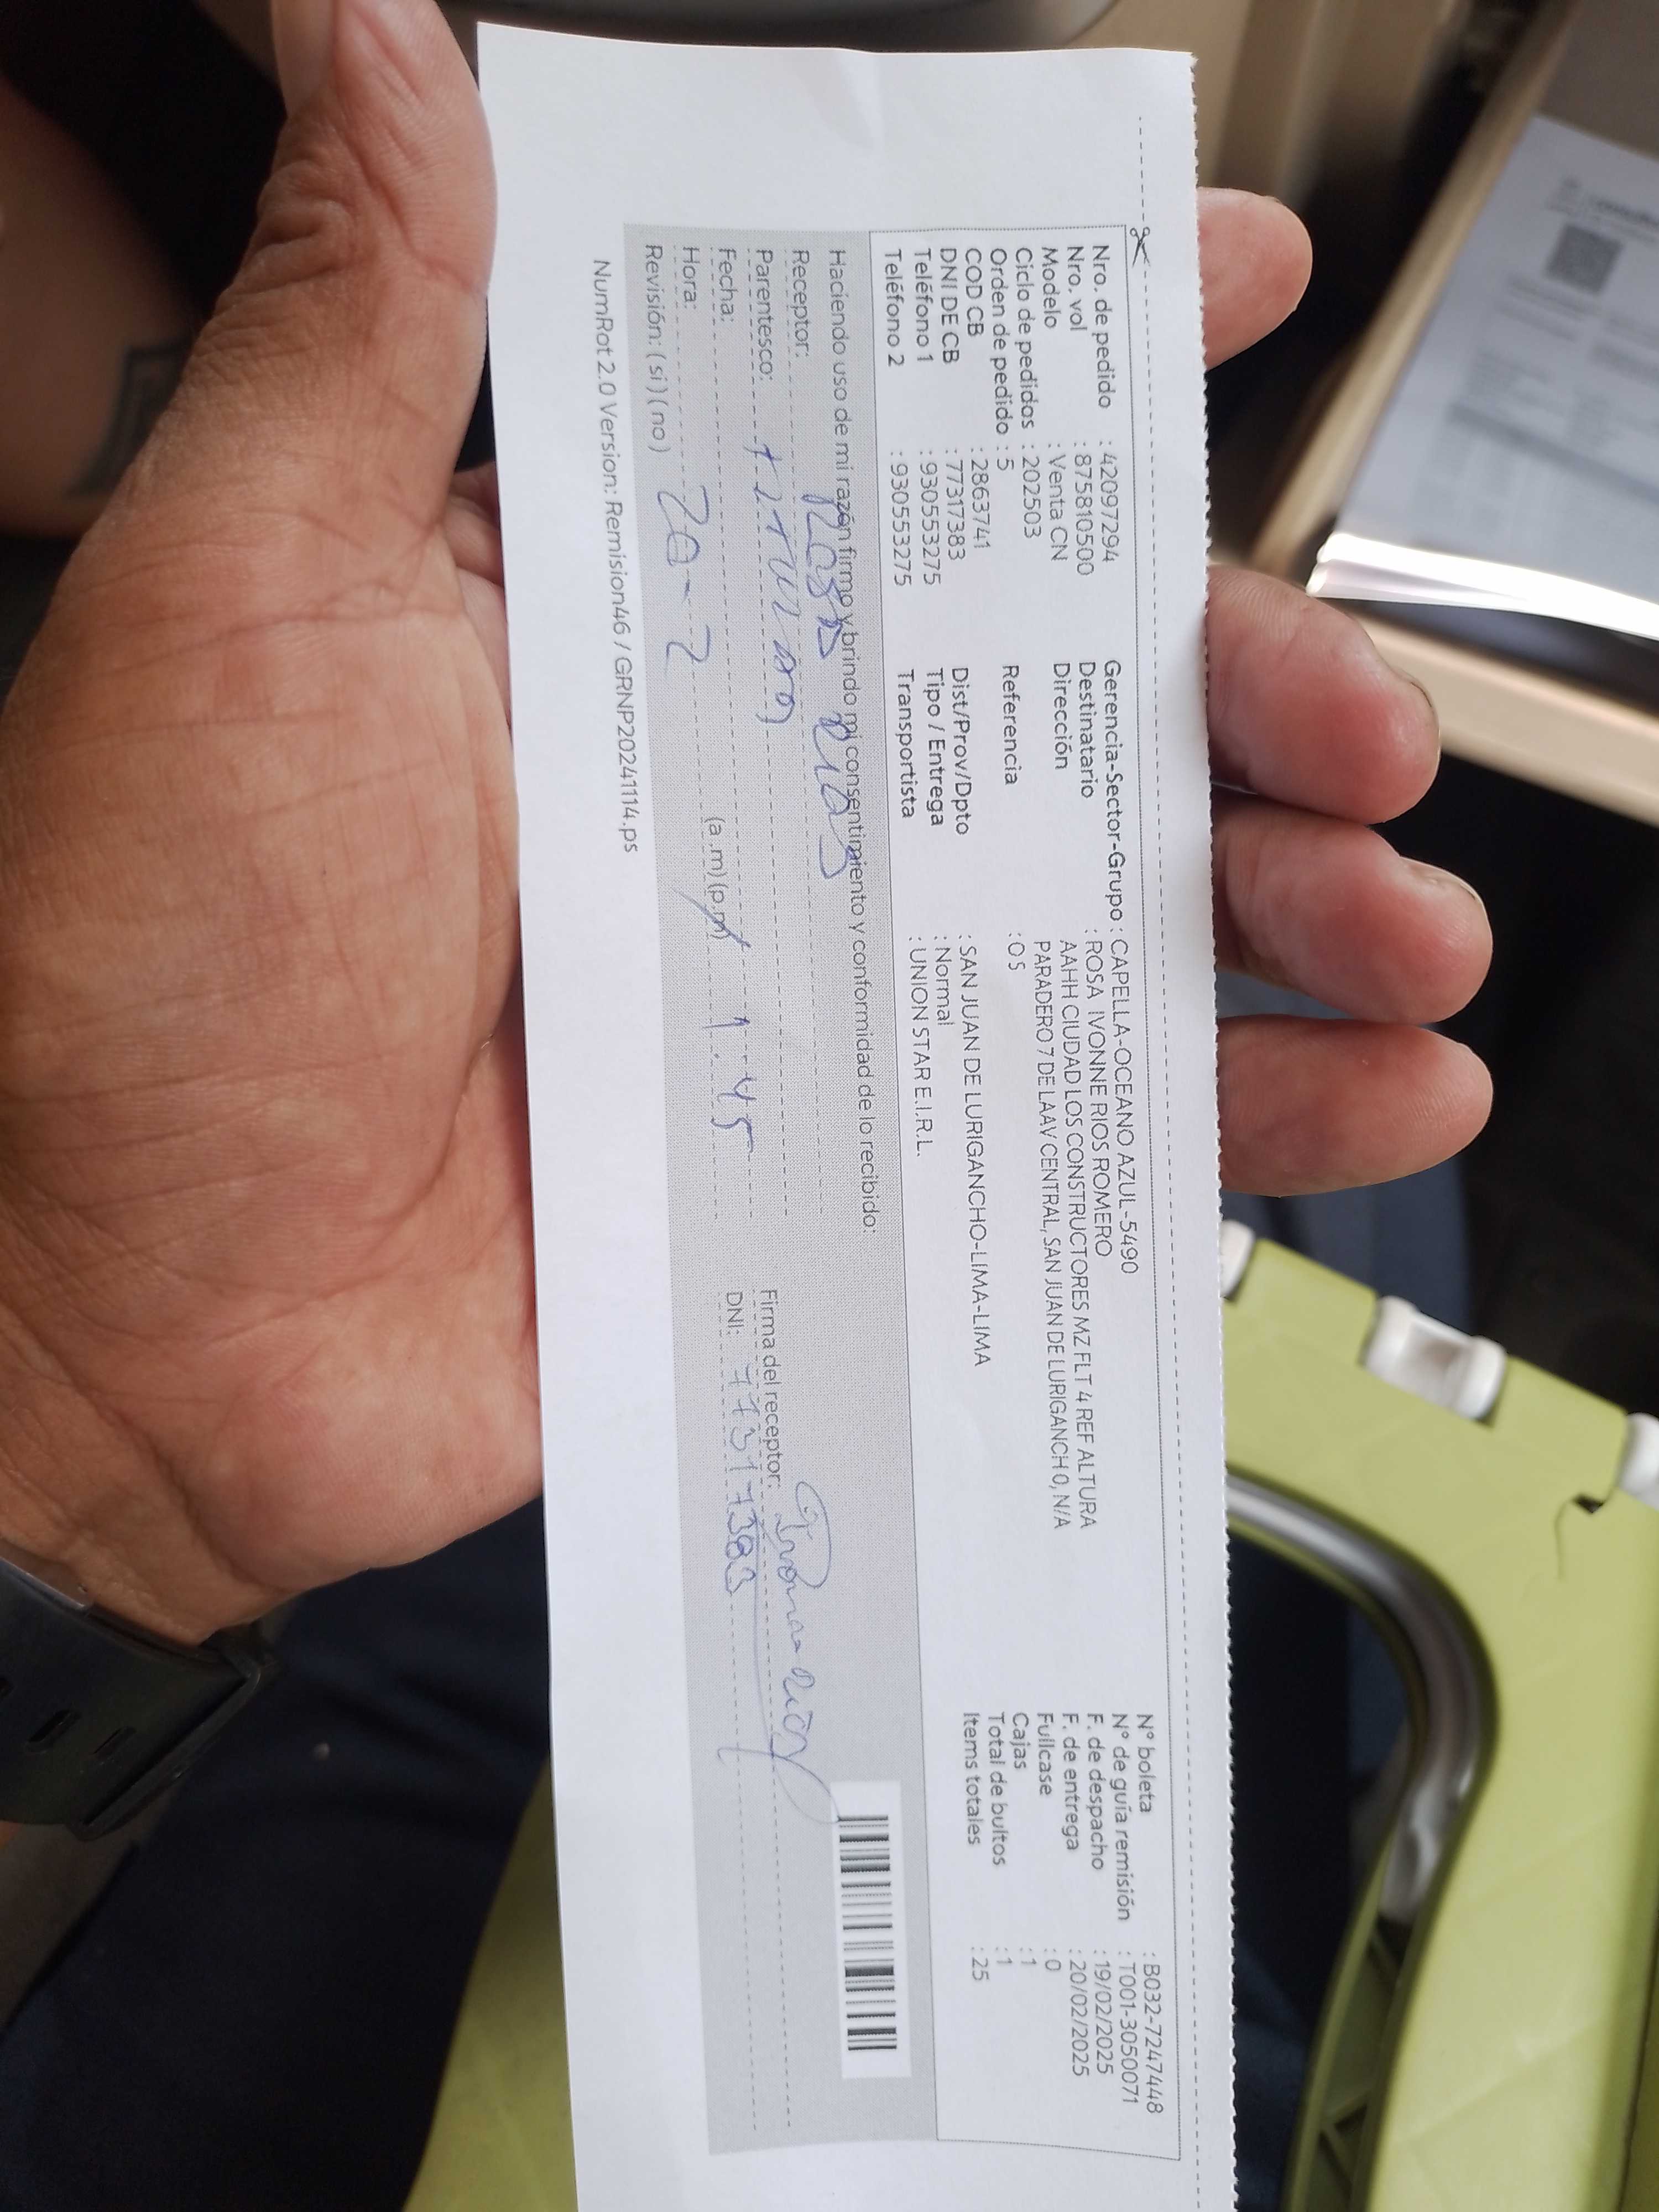 Nro. de pedido : 42097294
Nro. vol : 875810500
Modelo : Venta CN
Ciclo de pedidos : 202503
Orden de pedido : 5
COD CB : 2863741
DNI DE CB : 77317383
Teléfono 1 : 930553275
Teléfono 2 : 930553275
Gerencia-Sector-Grupo : CAPELLA-OCEANO AZUL-5490
Destinatario : ROSA IVONNE RIOS ROMERO
Dirección AAHH CIUDAD LOS CONSTRUCTORES MZ F LT 4 REF ALTURA
PARADERO 7 DE LA AV CENTRAL, SAN JUAN DE LURIGANCH 0, N/A
Referencia : 0 S
Dist/Prov/Dpto : SAN JUAN DE LURIGANCHO-LIMA-LIMA
Tipo / Entrega : Normal
Transportista : UNION STAR E.I.R.L.
N° boleta : B032-7247448
N° de guía remisión : T001-3050071
F. de despacho : 19/02/2025
F. de entrega : 20/02/2025
Fullcase : 0
Cajas : 1
Total de bultos : 1
Items totales : 25
Haciendo uso de mi razón firmo y brindo mi consentimiento y conformidad de lo recibido:
Receptor: Rosa Rios
Parentesco: titular
Fecha: 20-2
Hora: (a.m) (p.m) 1.45
Revisión: (si) (no)
Firma del receptor:
DNI: 77317383
NumRot 2.0 Version: Remision46 / GRNP20241114.ps